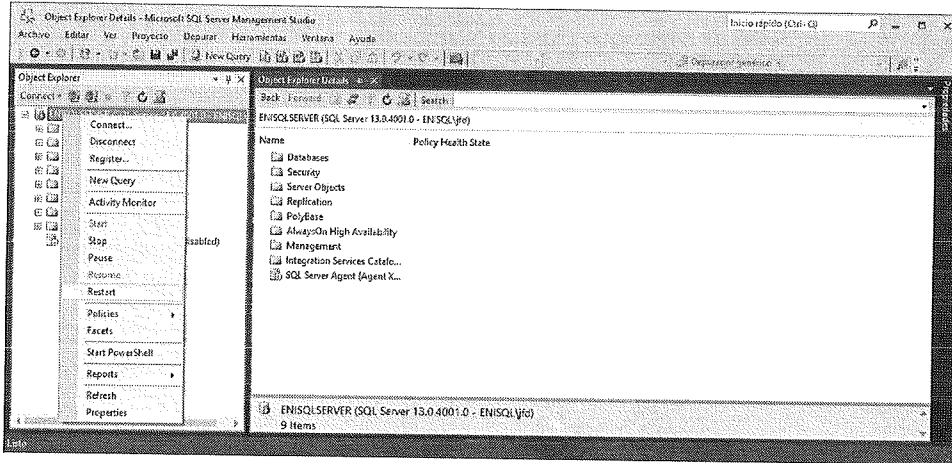 Object Explorer Details - Microsoft SQL Server Management Studio
Inicio rápido (Ctrl+Q)
Archivo Editar Ver Proyecto Depurar Herramientas Ventana Ayuda
New Query
Object Explorer
Connect
Connect...
Disconnect
Register...
New Query
Activity Monitor
Start
Stop
Pause
Resume
Restart
Policies
Facets
Start PowerShell
Reports
Refresh
Properties
Object Explorer Details
Back Forward Search
ENISQLSERVER (SQL Server 13.0.4001.0 - ENISQL\jfd)
Name Policy Health State
Databases
Security
Server Objects
Replication
PolyBase
AlwaysOn High Availability
Management
Integration Services Catalo...
SQL Server Agent (Agent X...
ENISQLSERVER (SQL Server 13.0.4001.0 - ENISQL\jfd)
9 Items
Listo